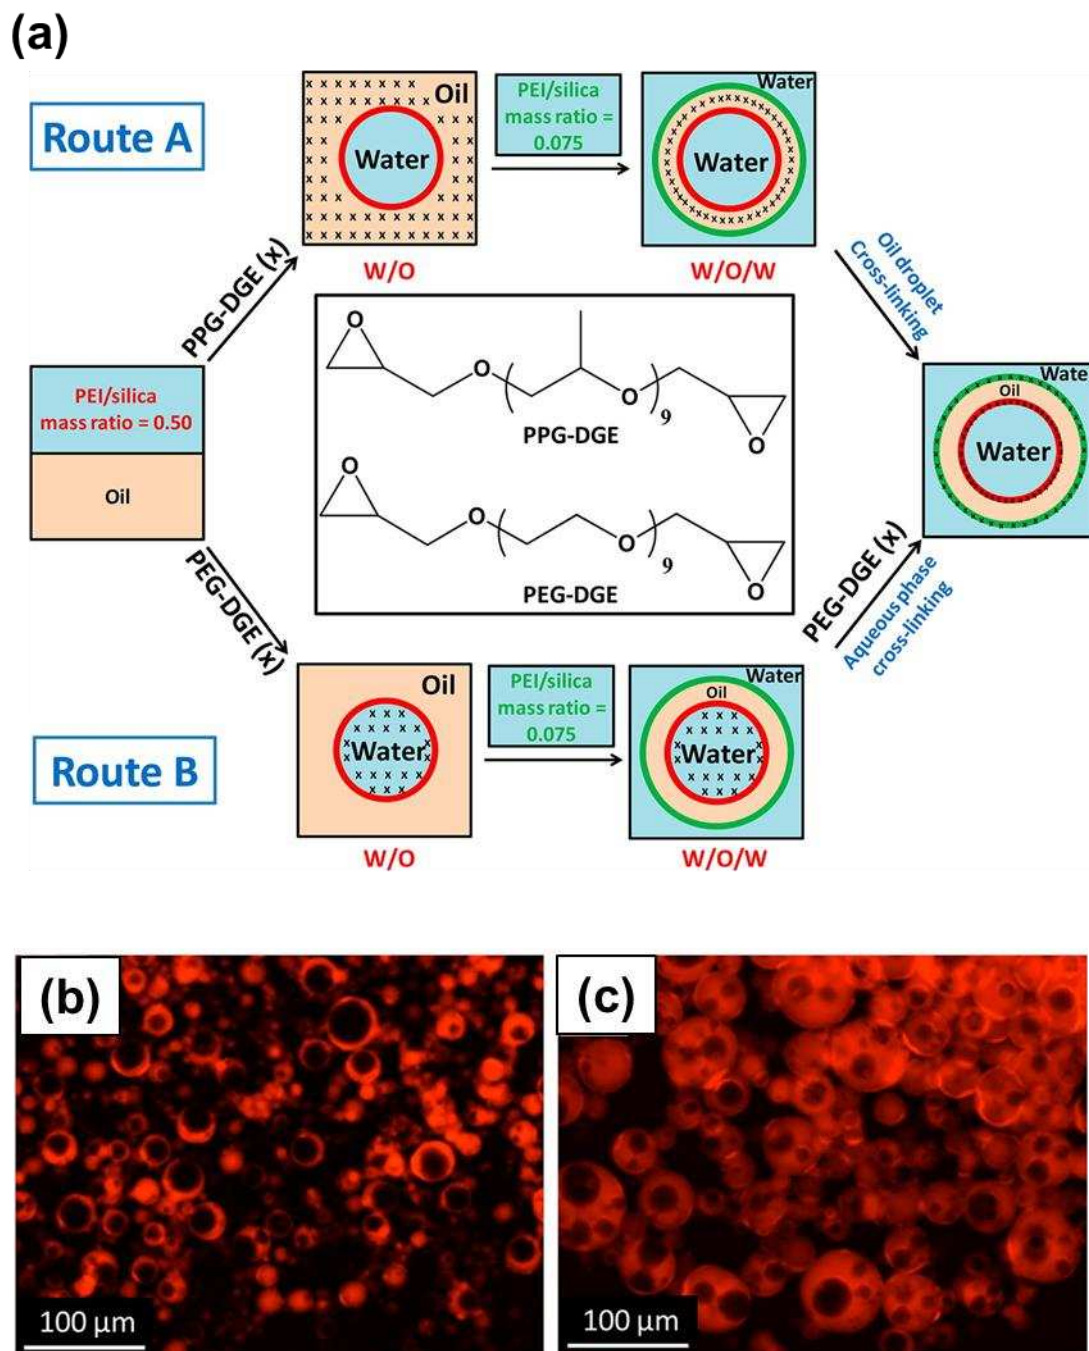 (a)
Route A
Oil
Water
W/O
PEI/silica
mass ratio =
0.075
Water
Water
W/O/W
PPG-DGE (x)
Oil droplet
Cross-linking
PEI/silica
mass ratio = 0.50
Oil
O
O
O
9
O
PPG-DGE
O
O
O
9
O
PEG-DGE
Wate
Oil
Water
PEG-DGE (x)
PEG-DGE (x)
Aqueous phase
cross-linking
Route B
Oil
Water
W/O
PEI/silica
mass ratio =
0.075
Water
Oil
Water
W/O/W
(b)
100 µm
(c)
100 µm